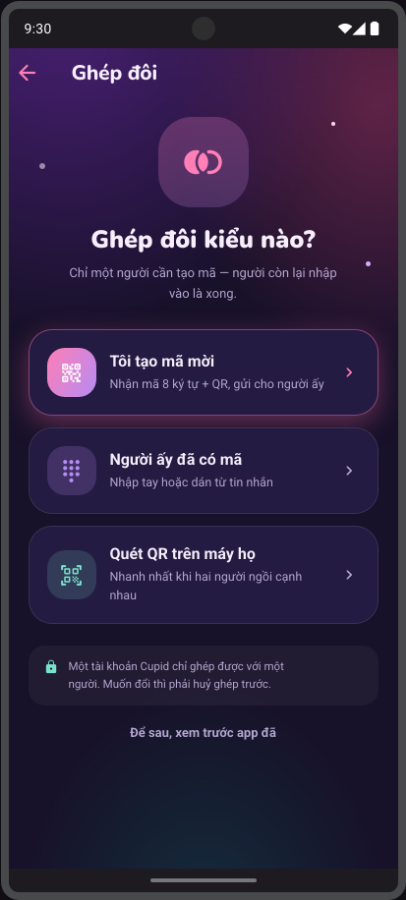 9:30
Ghép đôi
Ghép đôi kiểu nào?
Chỉ một người cần tạo mã — người còn lại nhập
vào là xong.
Tôi tạo mã mời
Nhận mã 8 ký tự + QR, gửi cho người ấy
Người ấy đã có mã
Nhập tay hoặc dán từ tin nhắn
Quét QR trên máy họ
Nhanh nhất khi hai người ngồi cạnh
nhau
Một tài khoản Cupid chỉ ghép được với một
người. Muốn đổi thì phải huỷ ghép trước.
Để sau, xem trước app đã